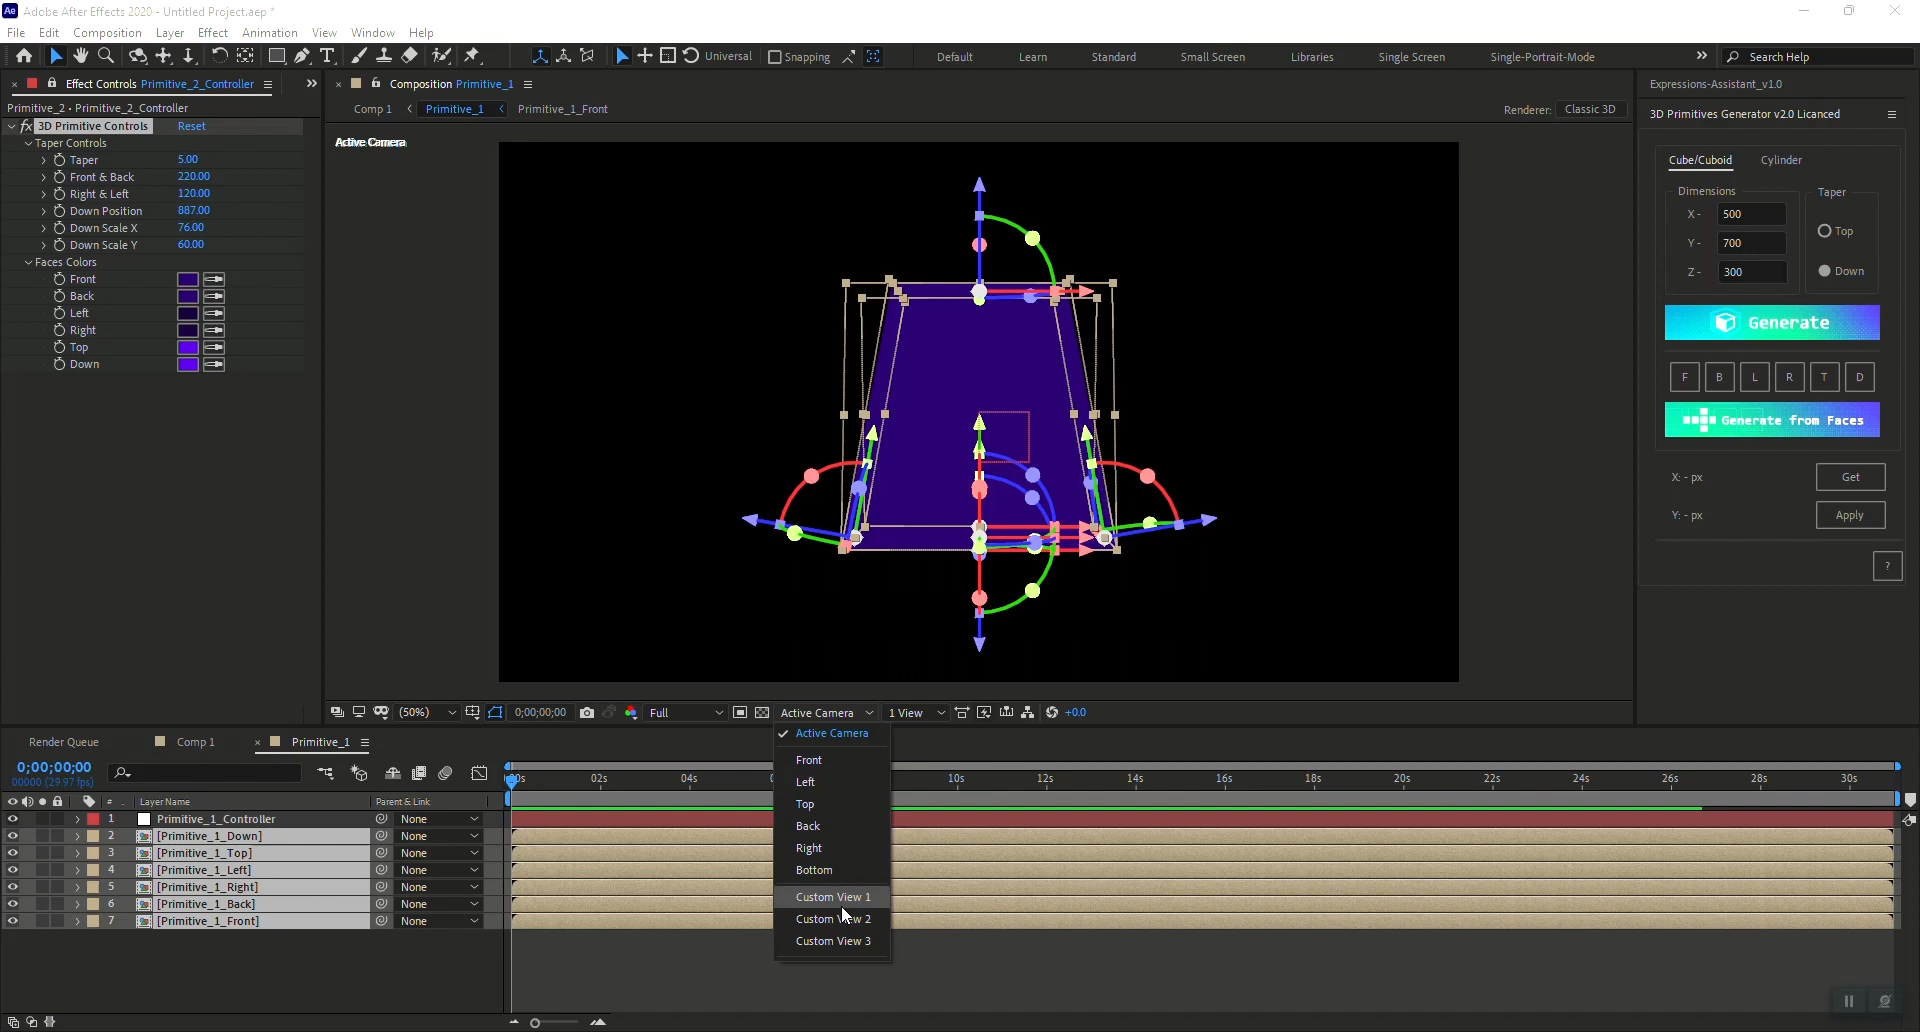 Ae Adobe After Effects 2020 - Untitled Project.aep *
File Edit Composition Layer Effect Animation View Window Help
Universal Snapping Default Learn Standard Small Screen Libraries Single Screen Single-Portrait-Mode Search Help
Effect Controls Primitive_2_Controller
Primitive_2 • Primitive_2_Controller
fx 3D Primitive Controls Reset
Taper Controls
Taper 5.00
Front & Back 220.00
Right & Left 120.00
Down Position 887.00
Down Scale X 76.00
Down Scale Y 60.00
Faces Colors
Front
Back
Left
Right
Top
Down
Composition Primitive_1
Comp 1 Primitive_1 Primitive_1_Front
Renderer: Classic 3D
Active Camera
(50%) 0;00;00;00 Full Active Camera 1 View +0.0
Active Camera
Front
Left
Top
Back
Right
Bottom
Custom View 1
Custom View 2
Custom View 3
Expressions-Assistant_v1.0
3D Primitives Generator v2.0 Licanced
Cube/Cuboid Cylinder
Dimensions Taper
X- 500
Top
Y- 700
Z- 300
Down
Generate
F B L R T D
Generate from Faces
X: - px Get
Y: - px Apply
?
Render Queue Comp 1 Primitive_1
0;00;00;00
00000 (29.97 fps)
# Layer Name Parent & Link
1 Primitive_1_Controller None
2 [Primitive_1_Down] None
3 [Primitive_1_Top] None
4 [Primitive_1_Left] None
5 [Primitive_1_Right] None
6 [Primitive_1_Back] None
7 [Primitive_1_Front] None
02s 04s 10s 12s 14s 16s 18s 20s 22s 24s 26s 28s 30s